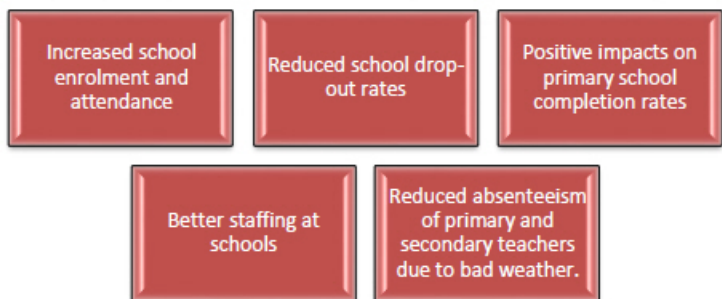 Increased school
enrolment and
attendance
Reduced school drop-
out rates
Positive impacts on
primary school
completion rates
Better staffing at
schools
Reduced absenteeism
of primary and
secondary teachers
due to bad weather.